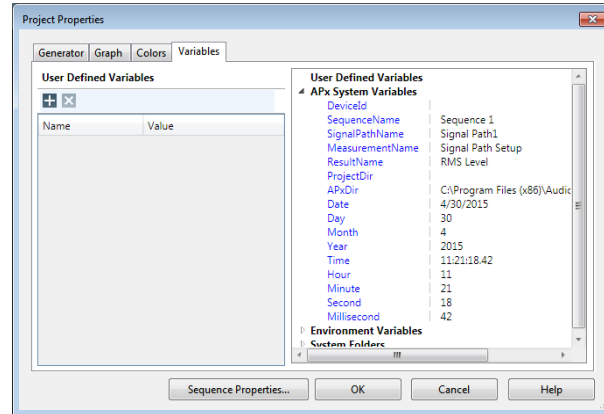 Project Properties
Generator Graph Colors Variables
User Defined Variables
Name Value
User Defined Variables
APx System Variables
DeviceId
SequenceName Sequence 1
SignalPathName Signal Path1
MeasurementName Signal Path Setup
ResultName RMS Level
ProjectDir
APxDir C:\Program Files (x86)\Audio
Date 4/30/2015
Day 30
Month 4
Year 2015
Time 11:21:18.42
Hour 11
Minute 21
Second 18
Millisecond 42
Environment Variables
System Folders
Sequence Properties... OK Cancel Help